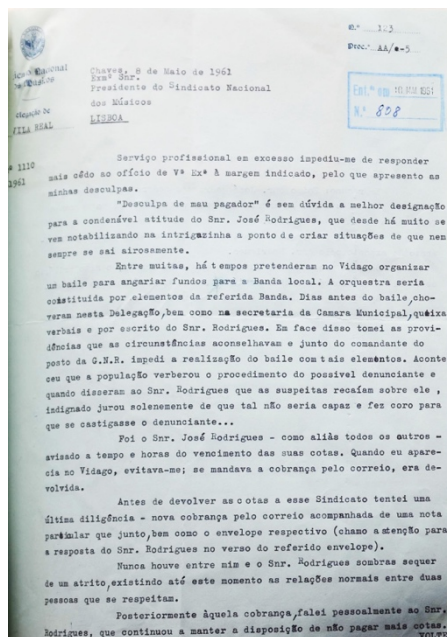 N.º 123
Proc.º AA/e-5
Sindicato Nacional
dos Músicos
Delegação de
VILA REAL
Nº 1110
1961
Ent.º em 10 MAI 1961
N.º 808
Chaves, 8 de Maio de 1961
Exmº Snr.
Presidente do Sindicato Nacional
dos Músicos
LISBOA
Serviço profissional em excesso impediu-me de responder
mais cêdo ao ofício de Vª Exª à margem indicado, pelo que apresento as
minhas desculpas.
"Desculpa de mau pagador" é sem dúvida a melhor designação
para a condenável atitude do Snr. José Rodrigues, que desde há muito se
vem notabilizando na intrigazinha a ponto de criar situações de que nem
sempre se sai airosamente.
Entre muitas, há tempos pretenderam no Vidago organizar
um baile para angariar fundos para a Banda local. A orquestra seria
constituida por elementos da referida Banda. Dias antes do baile,cho-
veram nesta Delegação,bem como na secretaria da Camara Municipal,queixas
verbais e por escrito do Snr. Rodrigues. Em face disso tomei as provi-
dências que as circunstâncias aconselhavam e junto do comandante do
posto da G.N.R. impedi a realização do baile com tais elementos. Aconte
ceu que a população verberou o procedimento do possivel denunciante e
quando disseram ao Snr. Rodrigues que as suspeitas recaíam sobre ele ,
indignado jurou solenemente de que tal não seria capaz e fez coro para
que se castigasse o denunciante...
Foi o Snr. José Rodrigues - como aliàs todos os outros -
avisado a tempo e horas do vencimento das suas cotas. Quando eu apare-
cia no Vidago, evitava-me; se mandava a cobrança pelo correio, era de-
volvida.
Antes de devolver as cotas a esse Sindicato tentei uma
última diligência - nova cobrança pelo correio acompanhada de uma nota
particular que junto,bem como o envelope respectivo (chamo a atenção para
a resposta do Snr. Rodrigues no verso do referido envelope).
Nunca houve entre mim e o Snr. Rodrigues sombras sequer
de um atrito,existindo até este momento as relações normais entre duas
pessoas que se respeitam.
Posteriormente àquela cobrança,falei pessoalmente ao Snr.
Rodrigues, que continuou a manter a disposição de não pagar mais cotas.